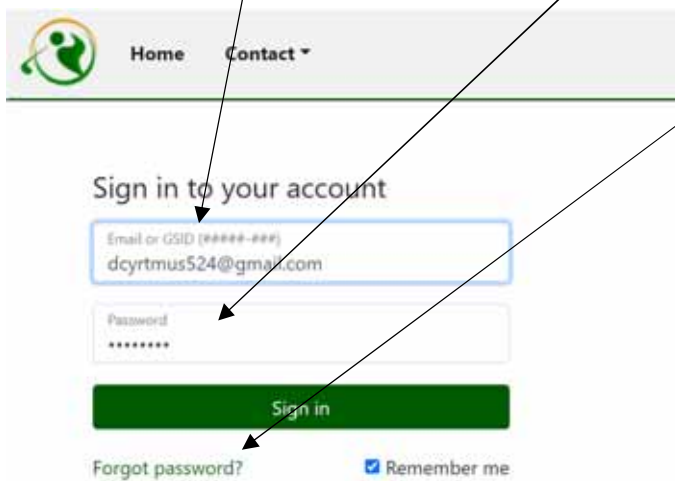 Home Contact
Sign in to your account
Email or GSID (#####-###)
dcyrtmus524@gmail.com
Password
••••••••
Sign in
Forgot password? Remember me